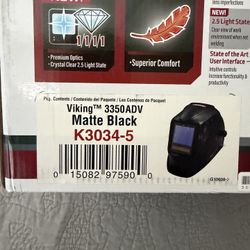 lens imperfections
NEW!
2.5 Light State
Clear view of work
environment when not
welding
State of the Art
User Interface -
Intuitive controls
increase functionality
productivity
NEW!
1/1/1/1
• Premium Optics
• Crystal Clear 2.5 Light State
• Superior Comfort
Pkg. Contents / Contenido del Paquete / Les Contenus de Paquet
Viking™ 3350ADV
Matte Black
K3034-5
0 15082 97590 0